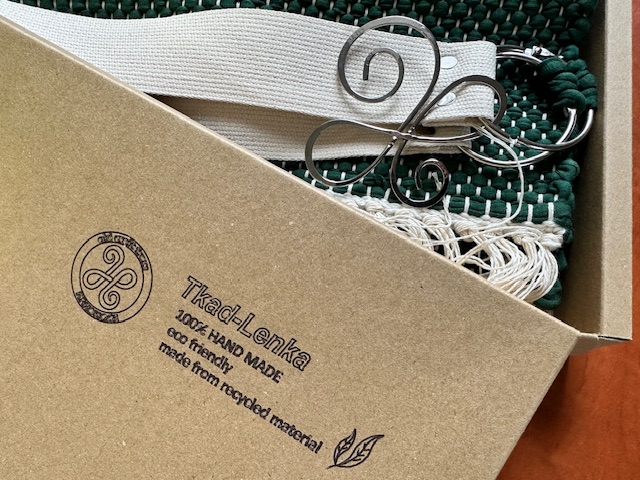 Tkad-Lenka
100% HAND MADE
eco friendly
made from recycled material